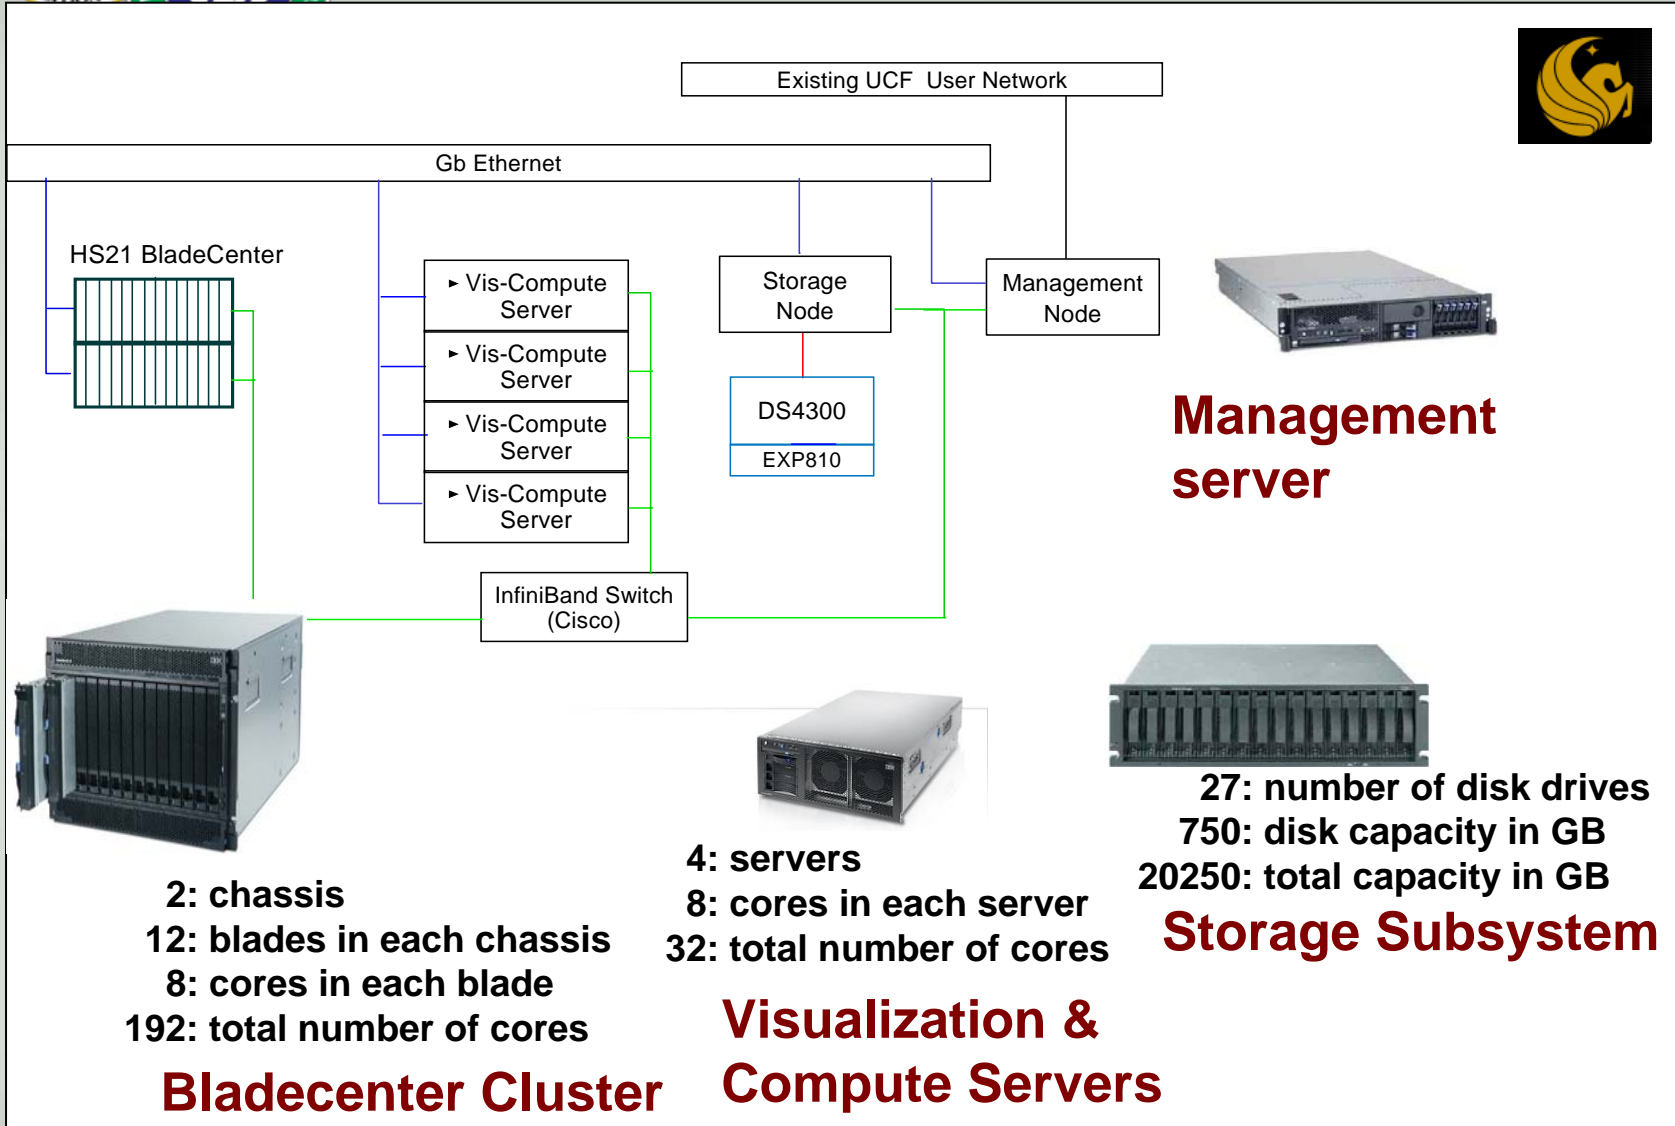 Existing UCF User Network
Gb Ethernet
HS21 BladeCenter
► Vis-Compute
Server
► Vis-Compute
Server
► Vis-Compute
Server
► Vis-Compute
Server
Storage
Node
Management
Node
DS4300
EXP810
InfiniBand Switch
(Cisco)
Management
server
2: chassis
12: blades in each chassis
8: cores in each blade
192: total number of cores
Bladecenter Cluster
4: servers
8: cores in each server
32: total number of cores
Visualization &
Compute Servers
27: number of disk drives
750: disk capacity in GB
20250: total capacity in GB
Storage Subsystem